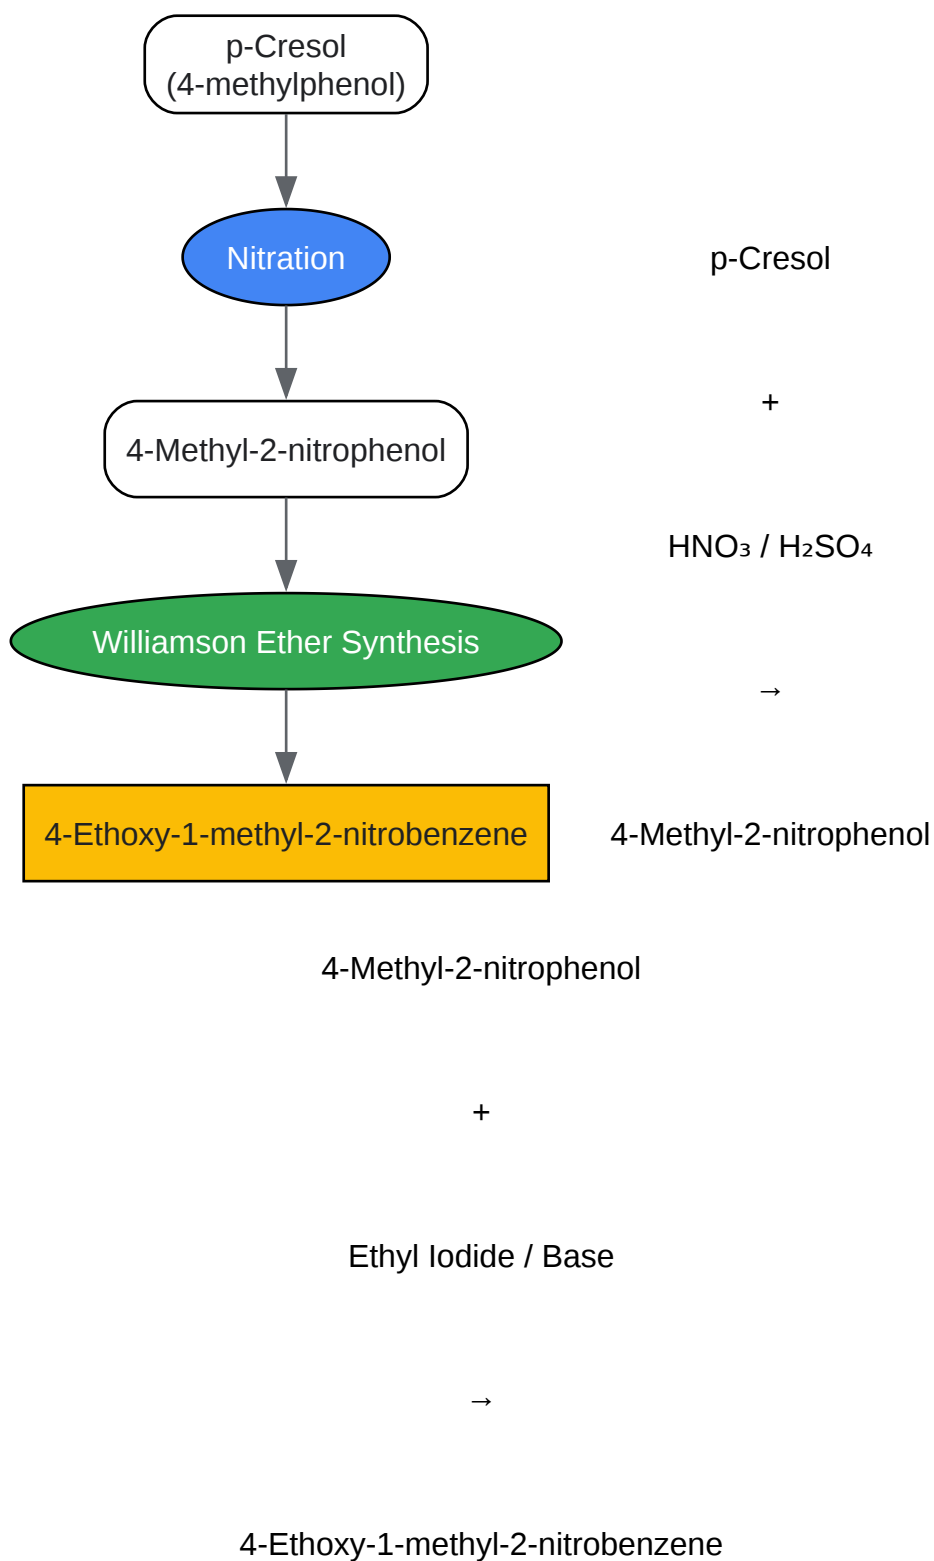 p-Cresol
(4-methylphenol)
Nitration
4-Methyl-2-nitrophenol
Williamson Ether Synthesis
4-Ethoxy-1-methyl-2-nitrobenzene
p-Cresol
+
HNO₃ / H₂SO₄
→
4-Methyl-2-nitrophenol
4-Methyl-2-nitrophenol
+
Ethyl Iodide / Base
→
4-Ethoxy-1-methyl-2-nitrobenzene